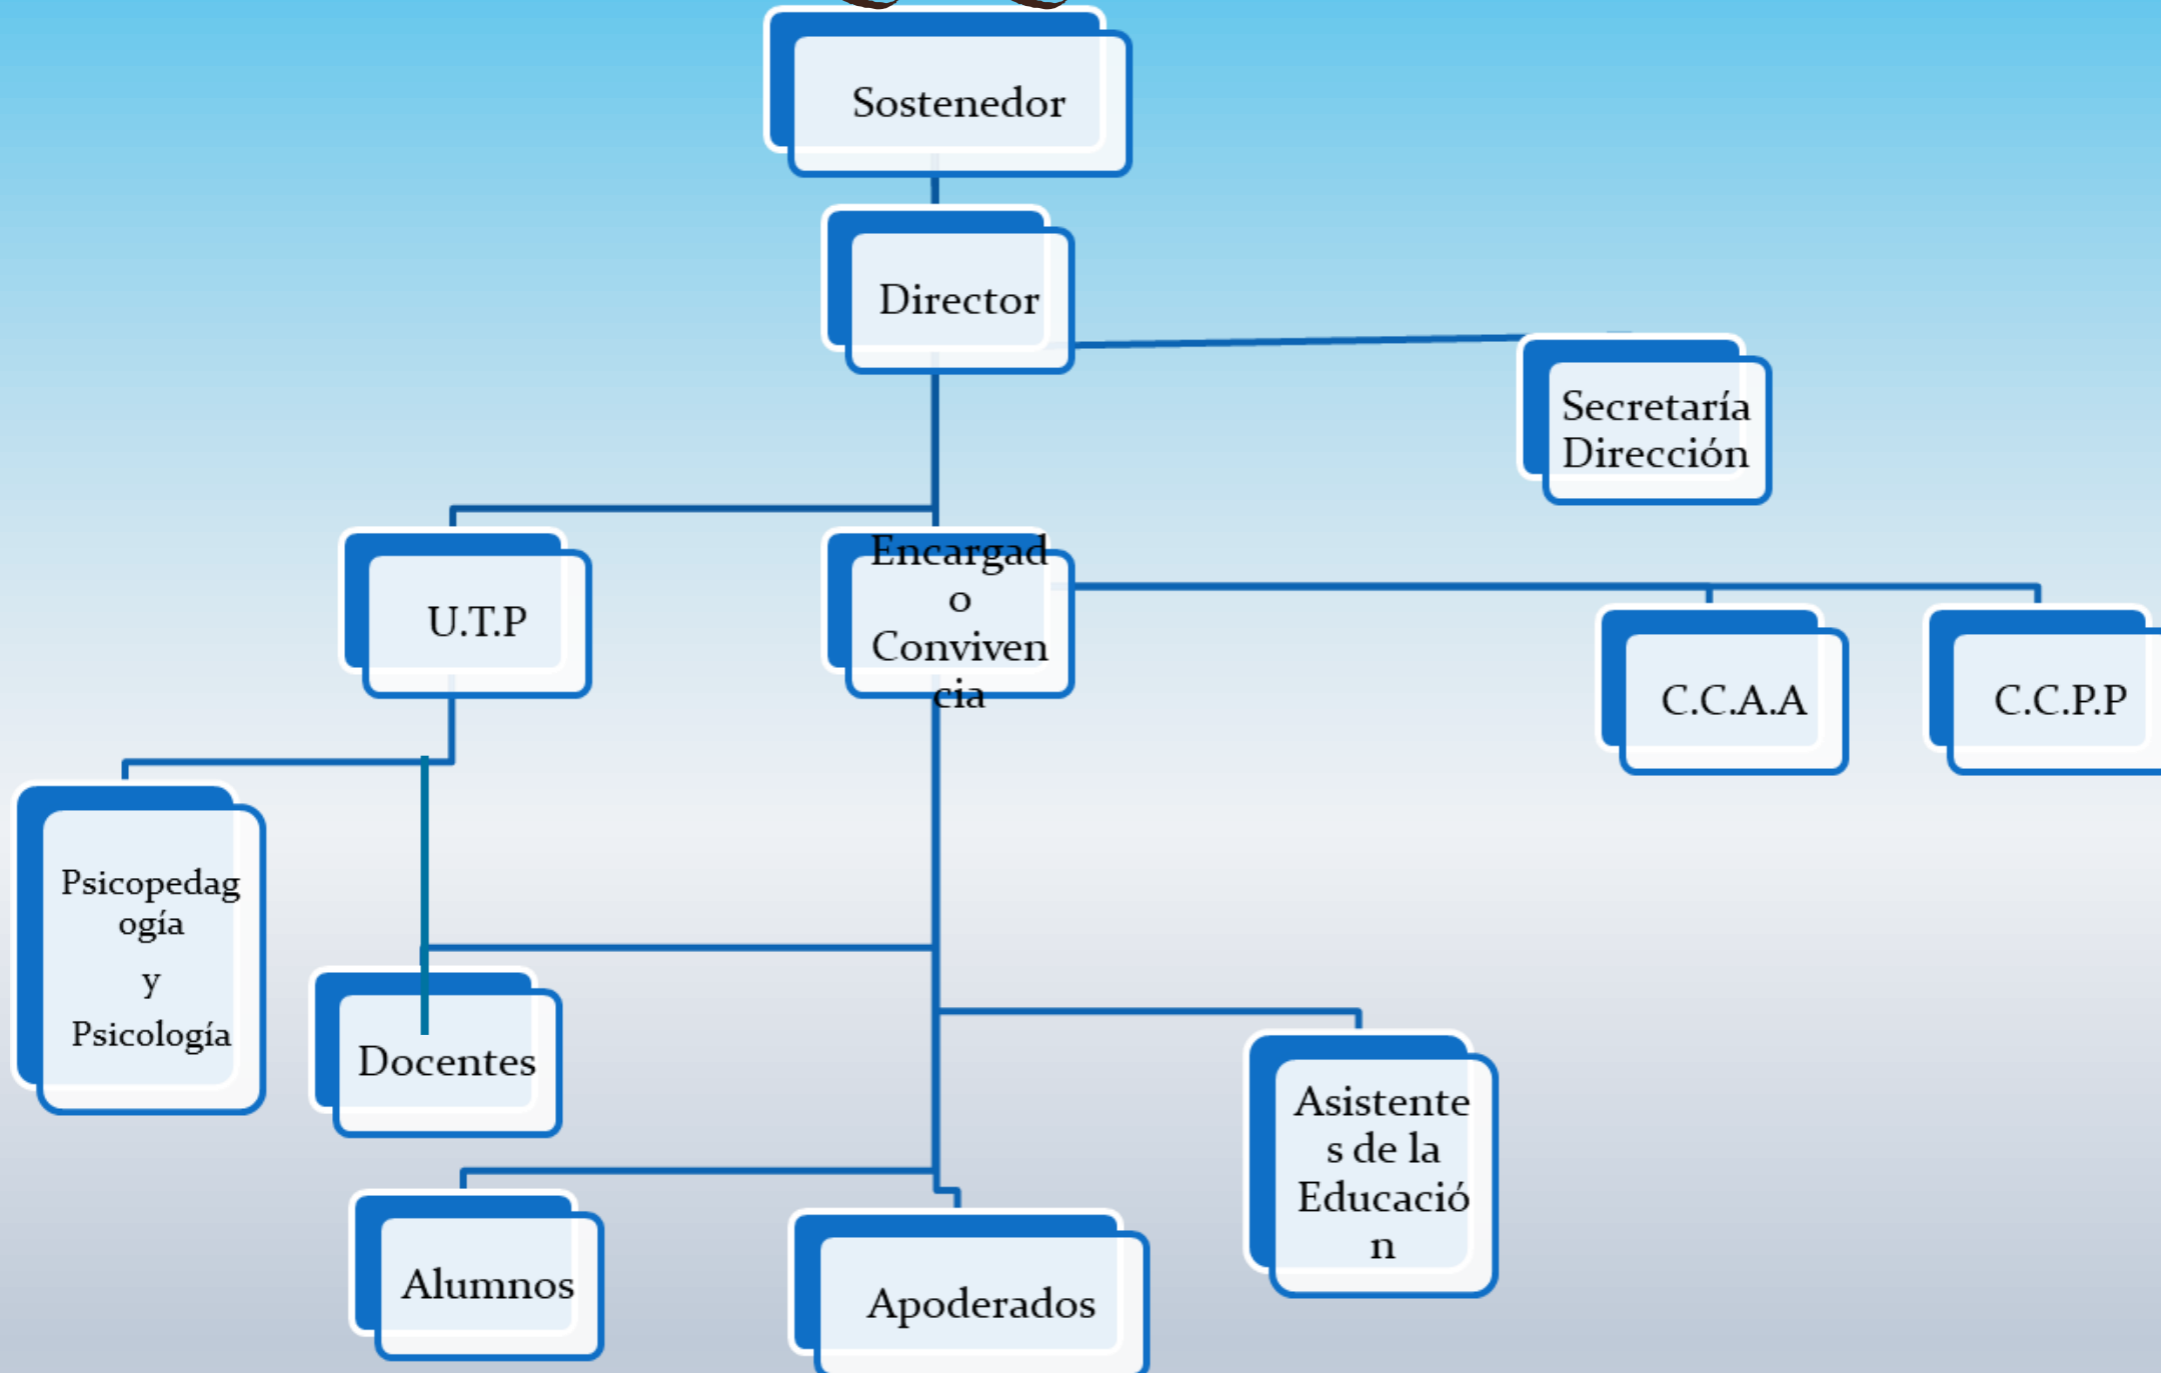 Sostenedor
Director
Secretaría
Dirección
U.T.P
Encargad
o
Conviven
cia
C.C.A.A
C.C.P.P
Psicopedag
ogía
y
Psicología
Docentes
Asistente
s de la
Educació
n
Alumnos
Apoderados